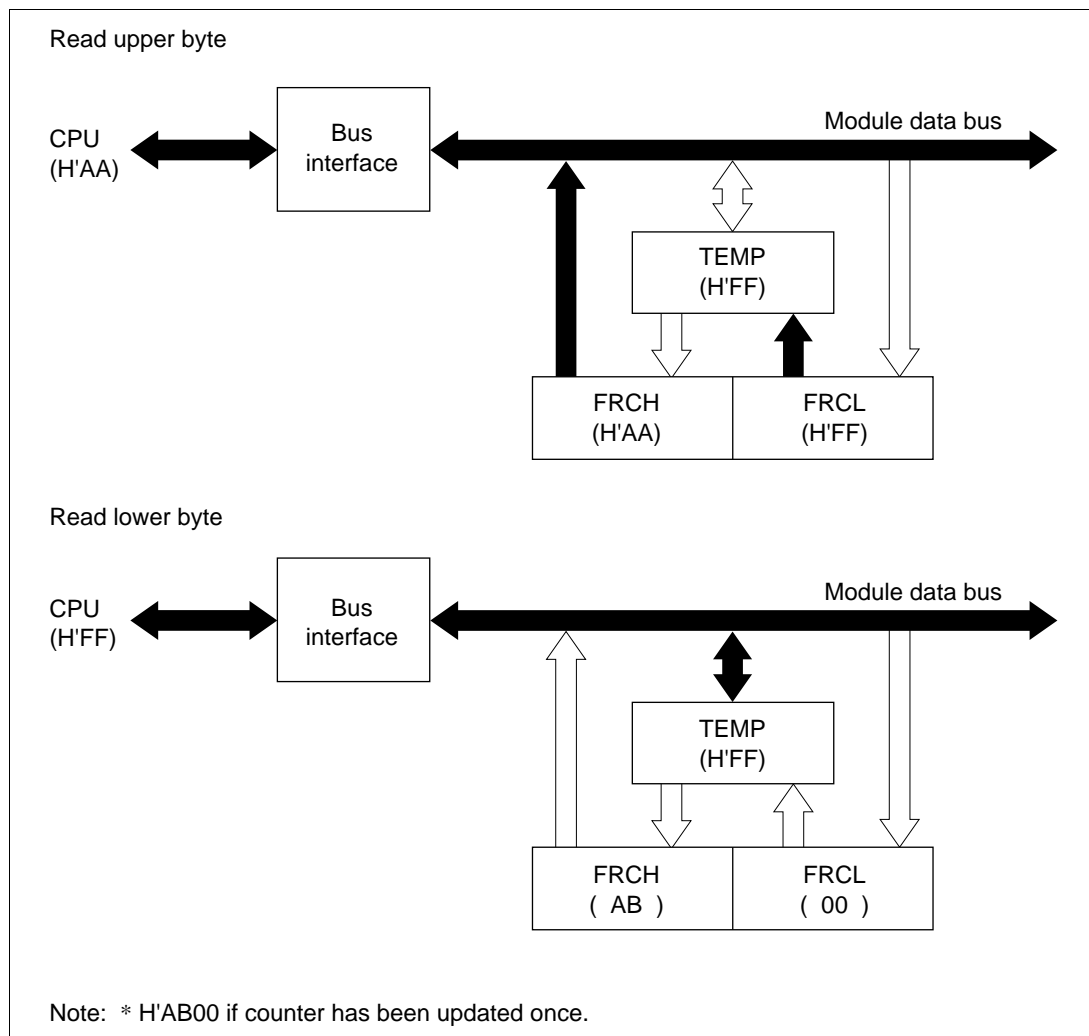 Read upper byte
CPU
(H'AA)
Bus
interface
Module data bus
TEMP
(H'FF)
FRCH
(H'AA)
FRCL
(H'FF)
Read lower byte
CPU
(H'FF)
Bus
interface
Module data bus
TEMP
(H'FF)
FRCH
( AB )
FRCL
( 00 )
Note: * H'AB00 if counter has been updated once.